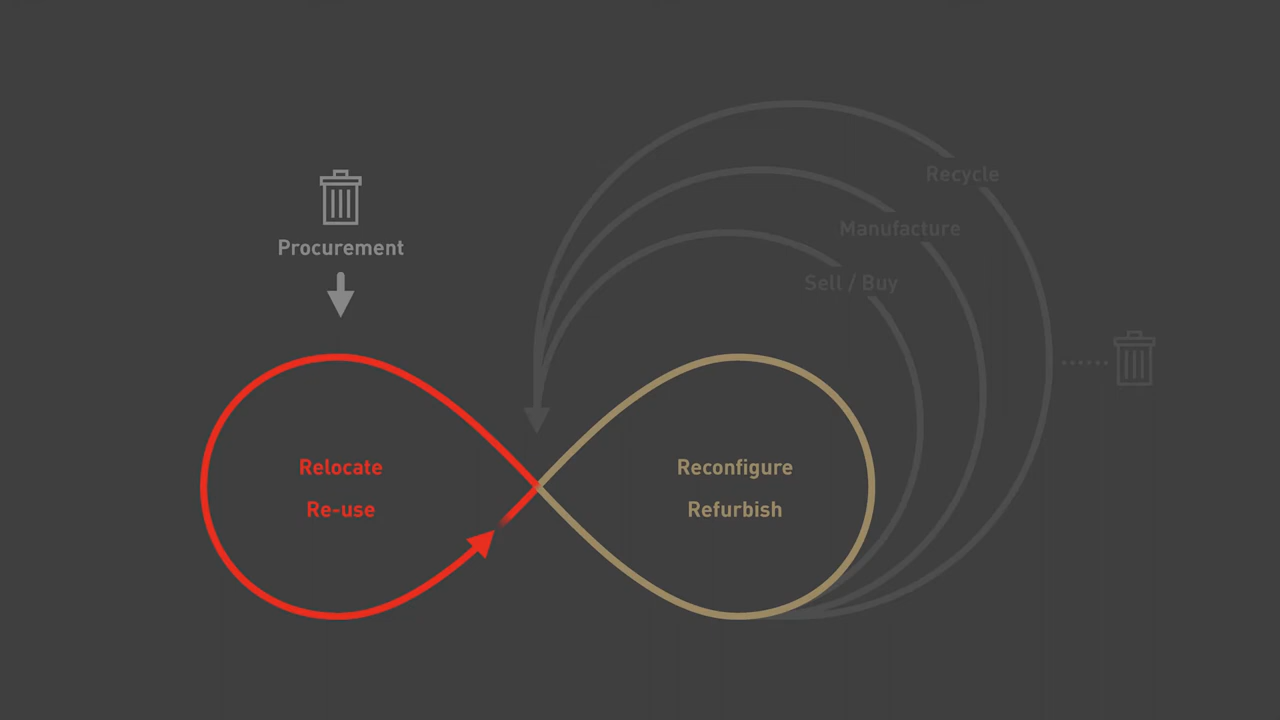 Recycle
Manufacture
Procurement
Sell / Buy
Relocate
Re-use
Reconfigure
Refurbish